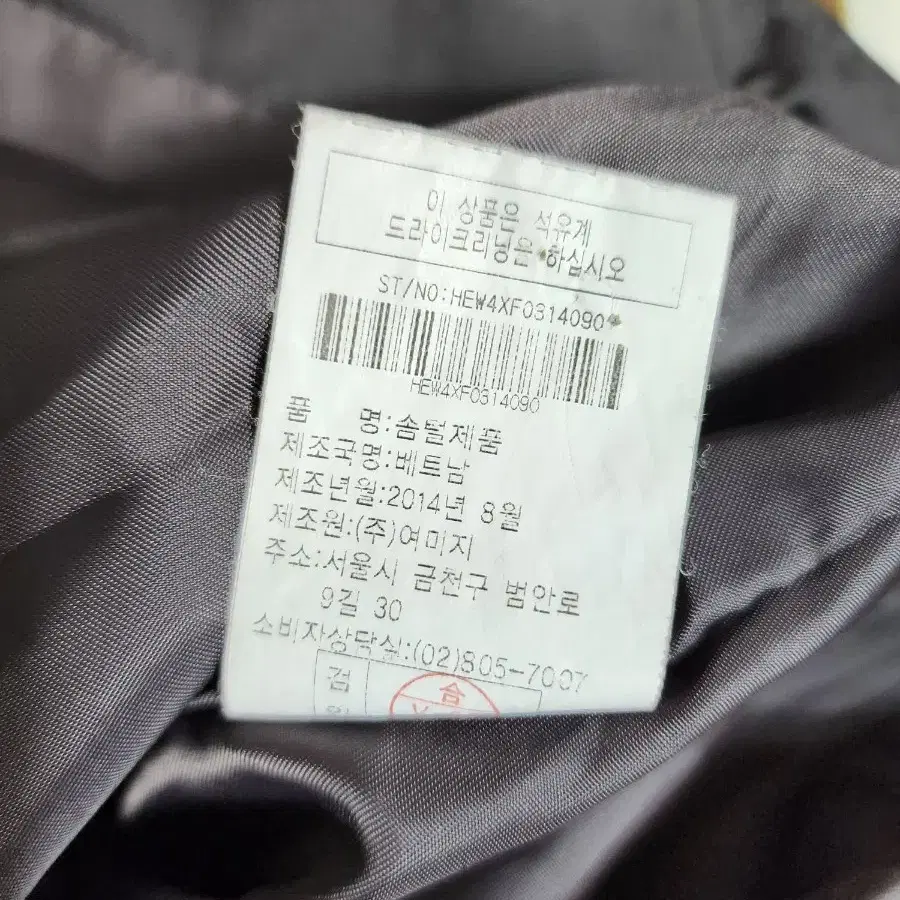 이 상품은 석유계
드라이크리닝은 하십시오
ST/NO:HEW4XF0314090
HEW4XF0314090
품 명:솜털제품
제조국명:베트남
제조년월:2014년 8월
제조원:(주)여미지
주소:서울시 금천구 범안로
9길 30
소비자상담실:(02)805-7007
검
합